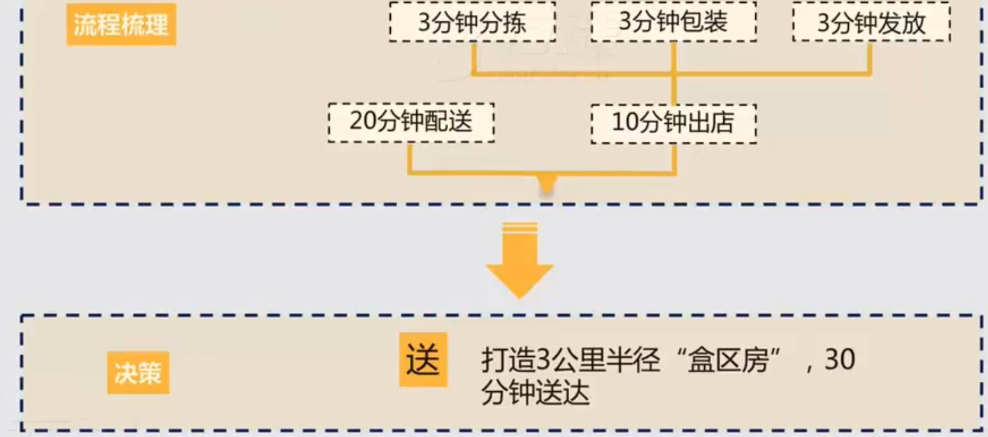 流程梳理
3分钟分拣
3分钟包装
3分钟发放
20分钟配送
10分钟出店
决策
送
打造3公里半径“盒区房”，30
分钟送达